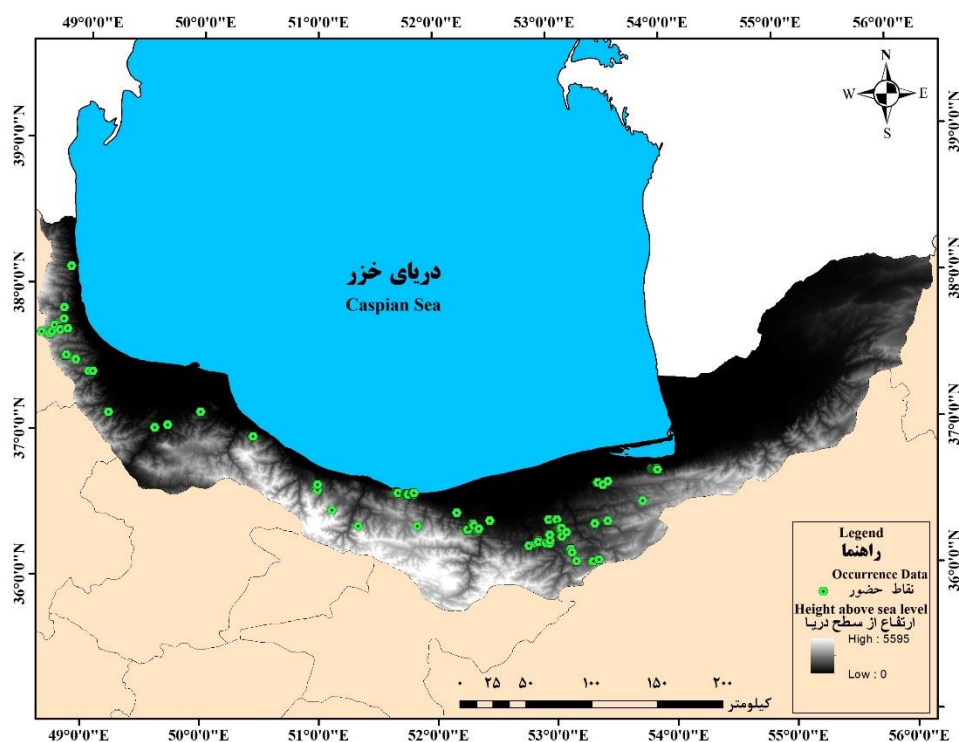 49°0'0"E 50°0'0"E 51°0'0"E 52°0'0"E 53°0'0"E 54°0'0"E 55°0'0"E 56°0'0"E
N
W E
S
39°0'0"N 39°0'0"N
38°0'0"N 38°0'0"N
دریای خزر
Caspian Sea
37°0'0"N 37°0'0"N
36°0'0"N 36°0'0"N
Legend
راهنما
Occurrence Data
نقاط حضور
Height above sea level
ارتفاع از سطح دریا
High : 5595
Low : 0
۰ ۲۵ ۵۰ ۱۰۰ ۱۵۰ ۲۰۰
کیلومتر
49°0'0"E 50°0'0"E 51°0'0"E 52°0'0"E 53°0'0"E 54°0'0"E 55°0'0"E 56°0'0"E